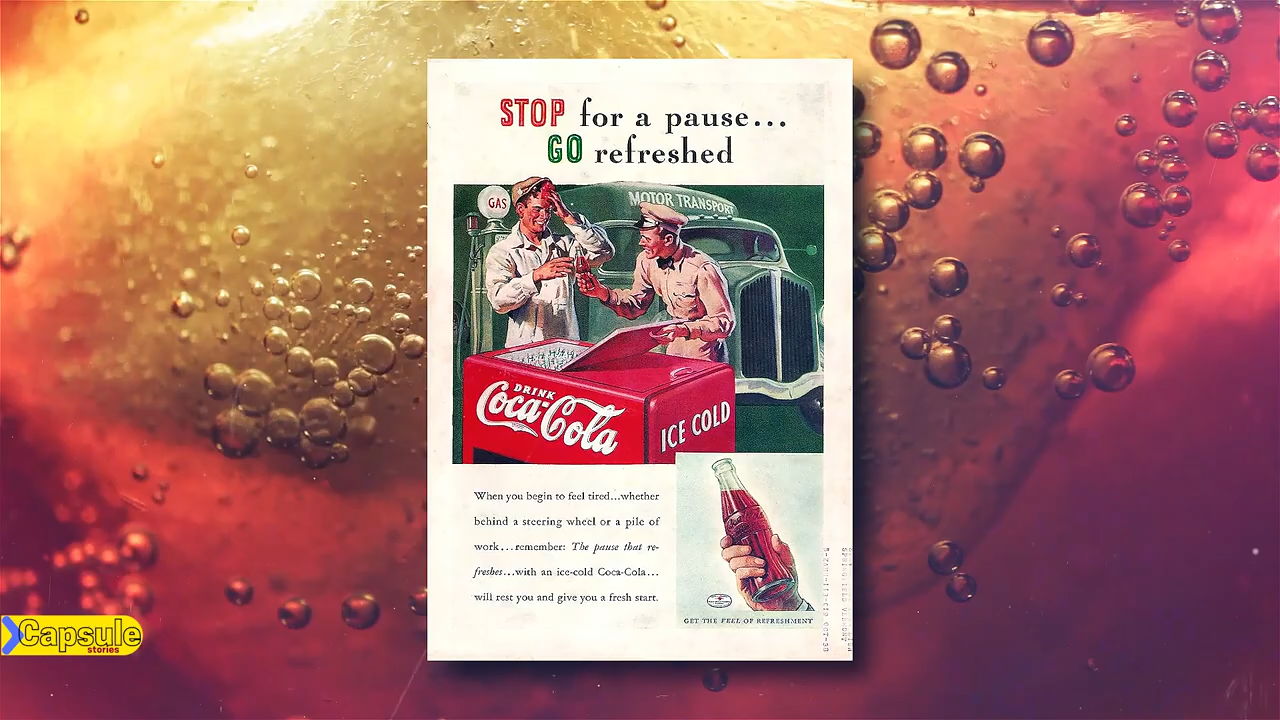 STOP for a pause...
GO refreshed
GAS
MOTOR TRANSPORT
DRINK
Coca-Cola
ICE COLD
When you begin to feel tired...whether
behind a steering wheel or a pile of
work...remember: The pause that re-
freshes...with an ice-cold Coca-Cola...
will rest you and give you a fresh start.
GET THE FEEL OF REFRESHMENT
Capsule
stories